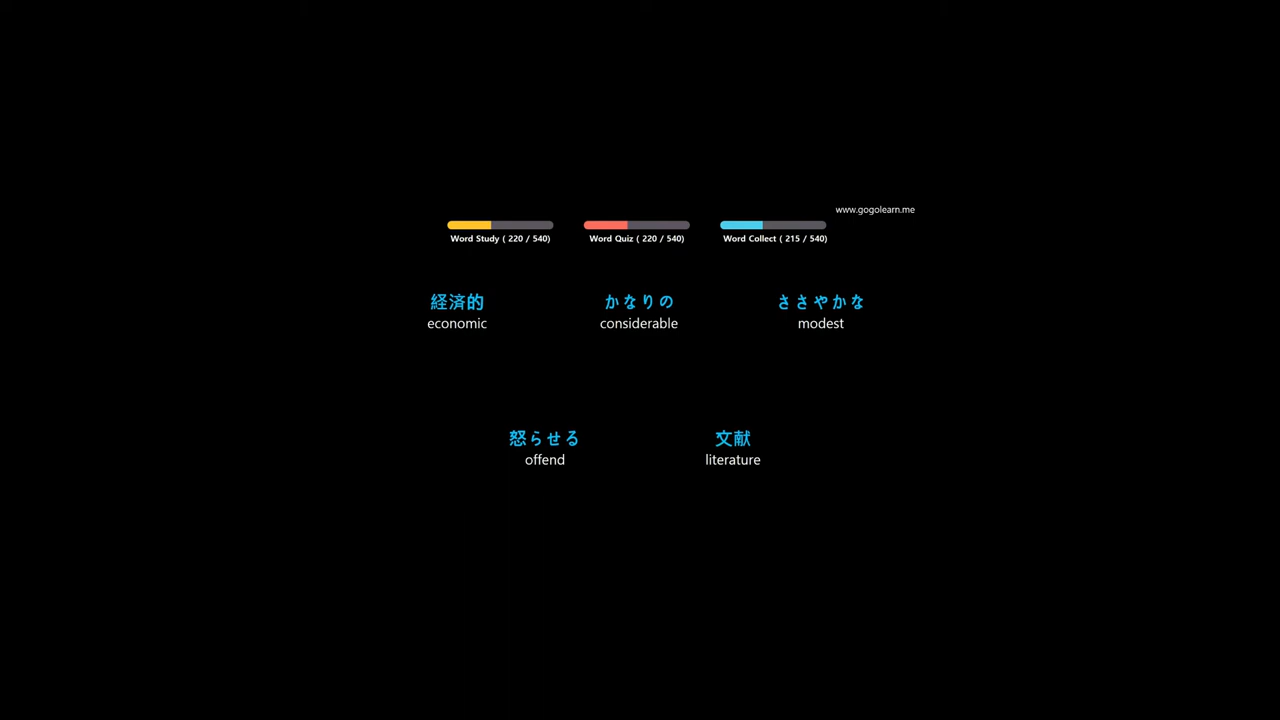 www.gogolearn.me
Word Study ( 220 / 540)
Word Quiz ( 220 / 540)
Word Collect ( 215 / 540)
経済的
economic
かなりの
considerable
ささやかな
modest
怒らせる
offend
文献
literature